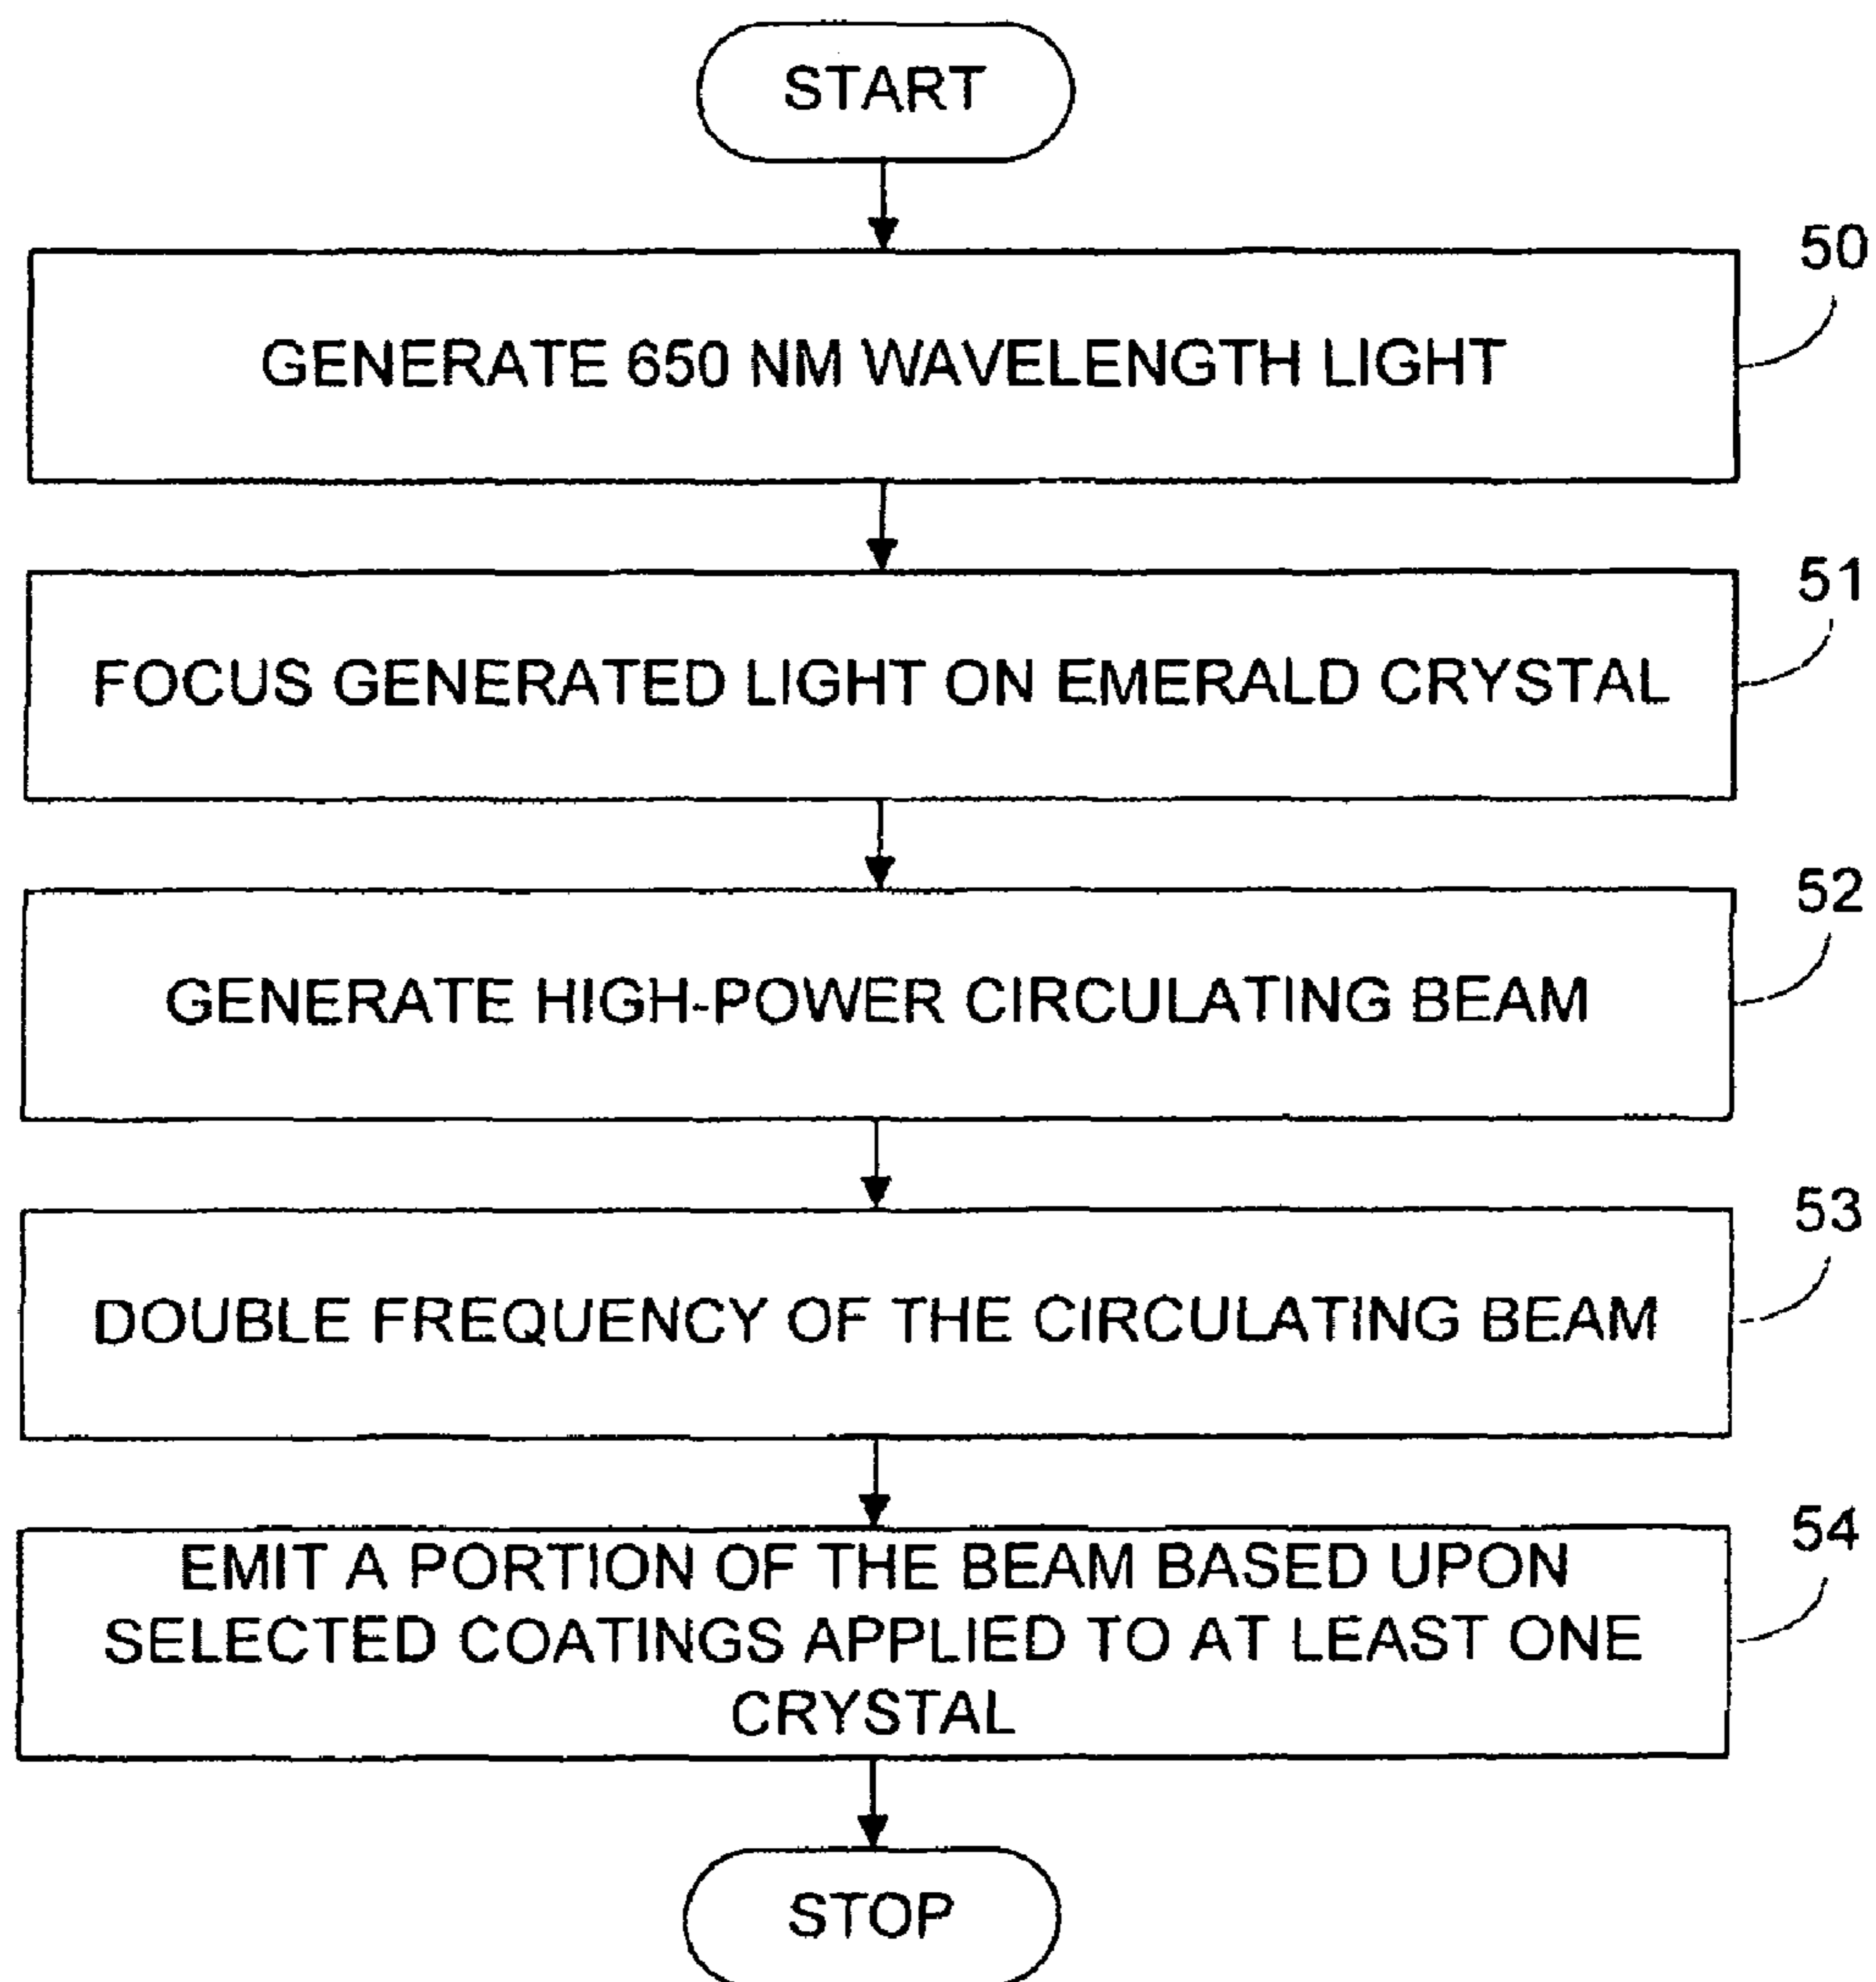 START
50
GENERATE 650 NM WAVELENGTH LIGHT
51
FOCUS GENERATED LIGHT ON EMERALD CRYSTAL
52
GENERATE HIGH-POWER CIRCULATING BEAM
53
DOUBLE FREQUENCY OF THE CIRCULATING BEAM
54
EMIT A PORTION OF THE BEAM BASED UPON
SELECTED COATINGS APPLIED TO AT LEAST ONE
CRYSTAL
STOP